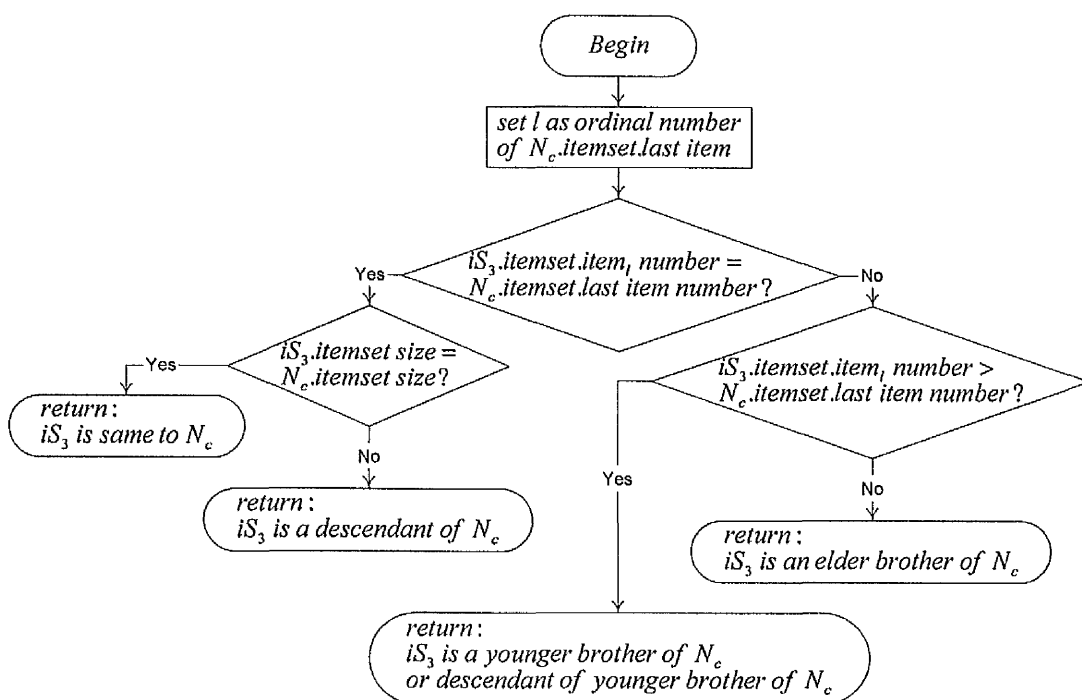 Begin
set l as ordinal number
of N_c.itemset.last item
iS_3.itemset.item_l number =
N_c.itemset.last item number?
Yes
No
iS_3.itemset size =
N_c.itemset size?
Yes
return:
iS_3 is same to N_c
No
return:
iS_3 is a descendant of N_c
iS_3.itemset.item_l number >
N_c.itemset.last item number?
Yes
No
return:
iS_3 is an elder brother of N_c
return:
iS_3 is a younger brother of N_c
or descendant of younger brother of N_c